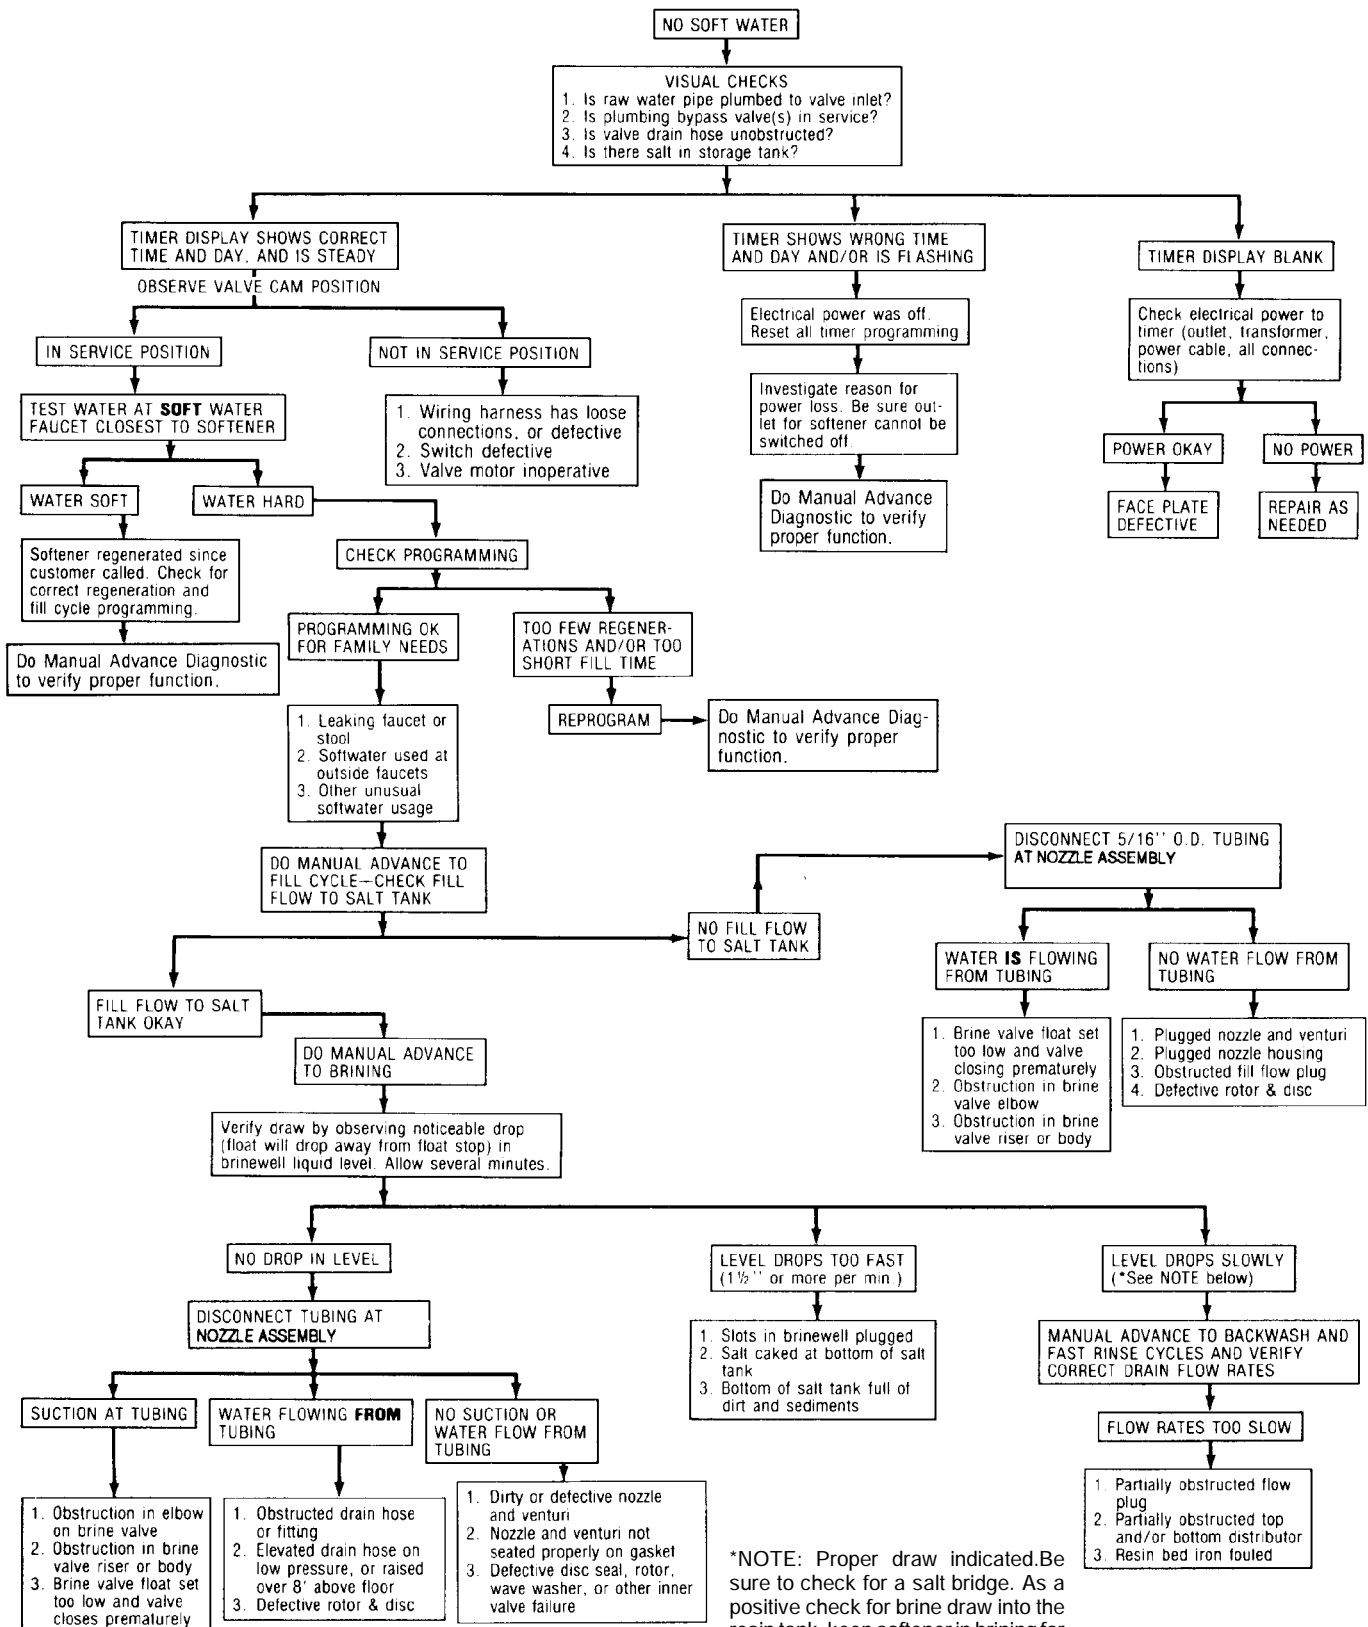 NO SOFT WATER
VISUAL CHECKS
1. Is raw water pipe plumbed to valve inlet?
2. Is plumbing bypass valve(s) in service?
3. Is valve drain hose unobstructed?
4. Is there salt in storage tank?
TIMER DISPLAY SHOWS CORRECT
TIME AND DAY, AND IS STEADY
OBSERVE VALVE CAM POSITION
TIMER SHOWS WRONG TIME
AND DAY AND/OR IS FLASHING
TIMER DISPLAY BLANK
IN SERVICE POSITION
NOT IN SERVICE POSITION
Electrical power was off.
Reset all timer programming
Check electrical power to
timer (outlet, transformer,
power cable, all connec-
tions)
TEST WATER AT SOFT WATER
FAUCET CLOSEST TO SOFTENER
1. Wiring harness has loose
connections, or defective
2. Switch defective
3. Valve motor inoperative
Investigate reason for
power loss. Be sure out-
let for softener cannot be
switched off.
POWER OKAY
NO POWER
WATER SOFT
WATER HARD
Do Manual Advance
Diagnostic to verify
proper function.
FACE PLATE
DEFECTIVE
REPAIR AS
NEEDED
Softener regenerated since
customer called. Check for
correct regeneration and
fill cycle programming.
CHECK PROGRAMMING
Do Manual Advance Diagnostic
to verify proper function.
PROGRAMMING OK
FOR FAMILY NEEDS
TOO FEW REGENER-
ATIONS AND/OR TOO
SHORT FILL TIME
1. Leaking faucet or
stool
2. Softwater used at
outside faucets
3. Other unusual
softwater usage
REPROGRAM
Do Manual Advance Diag-
nostic to verify proper
function.
DO MANUAL ADVANCE TO
FILL CYCLE—CHECK FILL
FLOW TO SALT TANK
DISCONNECT 5/16'' O.D. TUBING
AT NOZZLE ASSEMBLY
NO FILL FLOW
TO SALT TANK
WATER IS FLOWING
FROM TUBING
NO WATER FLOW FROM
TUBING
FILL FLOW TO SALT
TANK OKAY
1. Brine valve float set
too low and valve
closing prematurely
2. Obstruction in brine
valve elbow
3. Obstruction in brine
valve riser or body
1. Plugged nozzle and venturi
2. Plugged nozzle housing
3. Obstructed fill flow plug
4. Defective rotor & disc
DO MANUAL ADVANCE
TO BRINING
Verify draw by observing noticeable drop
(float will drop away from float stop) in
brinewell liquid level. Allow several minutes.
NO DROP IN LEVEL
LEVEL DROPS TOO FAST
(1½'' or more per min.)
LEVEL DROPS SLOWLY
(*See NOTE below)
DISCONNECT TUBING AT
NOZZLE ASSEMBLY
1. Slots in brinewell plugged
2. Salt caked at bottom of salt
tank
3. Bottom of salt tank full of
dirt and sediments
MANUAL ADVANCE TO BACKWASH AND
FAST RINSE CYCLES AND VERIFY
CORRECT DRAIN FLOW RATES
SUCTION AT TUBING
WATER FLOWING FROM
TUBING
NO SUCTION OR
WATER FLOW FROM
TUBING
FLOW RATES TOO SLOW
1. Obstruction in elbow
on brine valve
2. Obstruction in brine
valve riser or body
3. Brine valve float set
too low and valve
closes prematurely
1. Obstructed drain hose
or fitting
2. Elevated drain hose on
low pressure, or raised
over 8' above floor
3. Defective rotor & disc
1. Dirty or defective nozzle
and venturi
2. Nozzle and venturi not
seated properly on gasket
3. Defective disc seal, rotor,
wave washer, or other inner
valve failure
1. Partially obstructed flow
plug
2. Partially obstructed top
and/or bottom distributor
3. Resin bed iron fouled
*NOTE: Proper draw indicated.Be
sure to check for a salt bridge. As a
positive check for brine draw into the
resin tank, keep softener in brining for